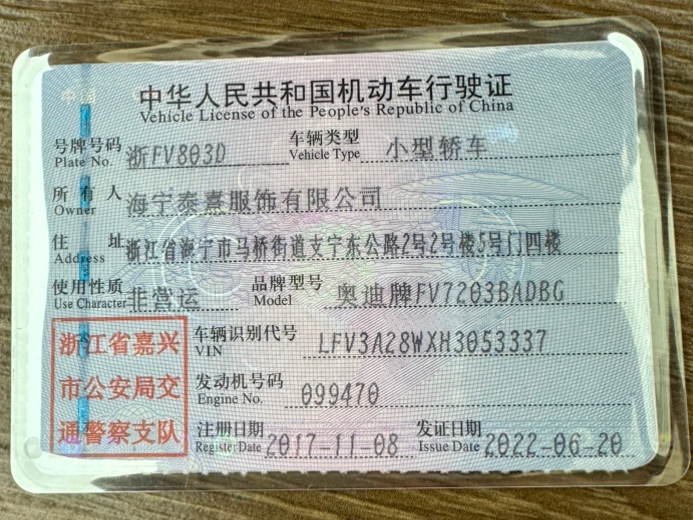 中华人民共和国机动车行驶证
Vehicle License of the People's Republic of China
号牌号码 浙FV803D 车辆类型 小型轿车
Plate No. Vehicle Type
所有人 海宁泰熹服饰有限公司
Owner
住址 浙江省海宁市马桥街道支宁东公路2号2号楼5号门四楼
Address
使用性质 非营运 品牌型号 奥迪牌FV7203BADBG
Use Character Model
浙江省嘉兴
市公安局交
通警察支队
车辆识别代号 LFV3A28WXH3053337
VIN
发动机号码 099470
Engine No.
注册日期 2017-11-08 发证日期 2022-06-20
Register Date Issue Date